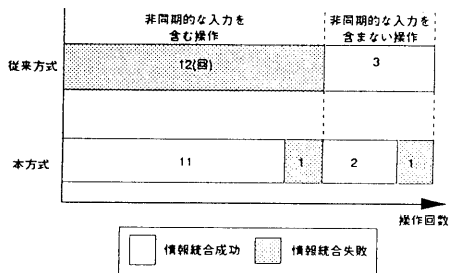 非同期的な入力を
含む操作
非同期的な入力を
含まない操作
従来方式
12(回)
3
本方式
11
1
2
1
操作回数
情報統合成功
情報統合失敗